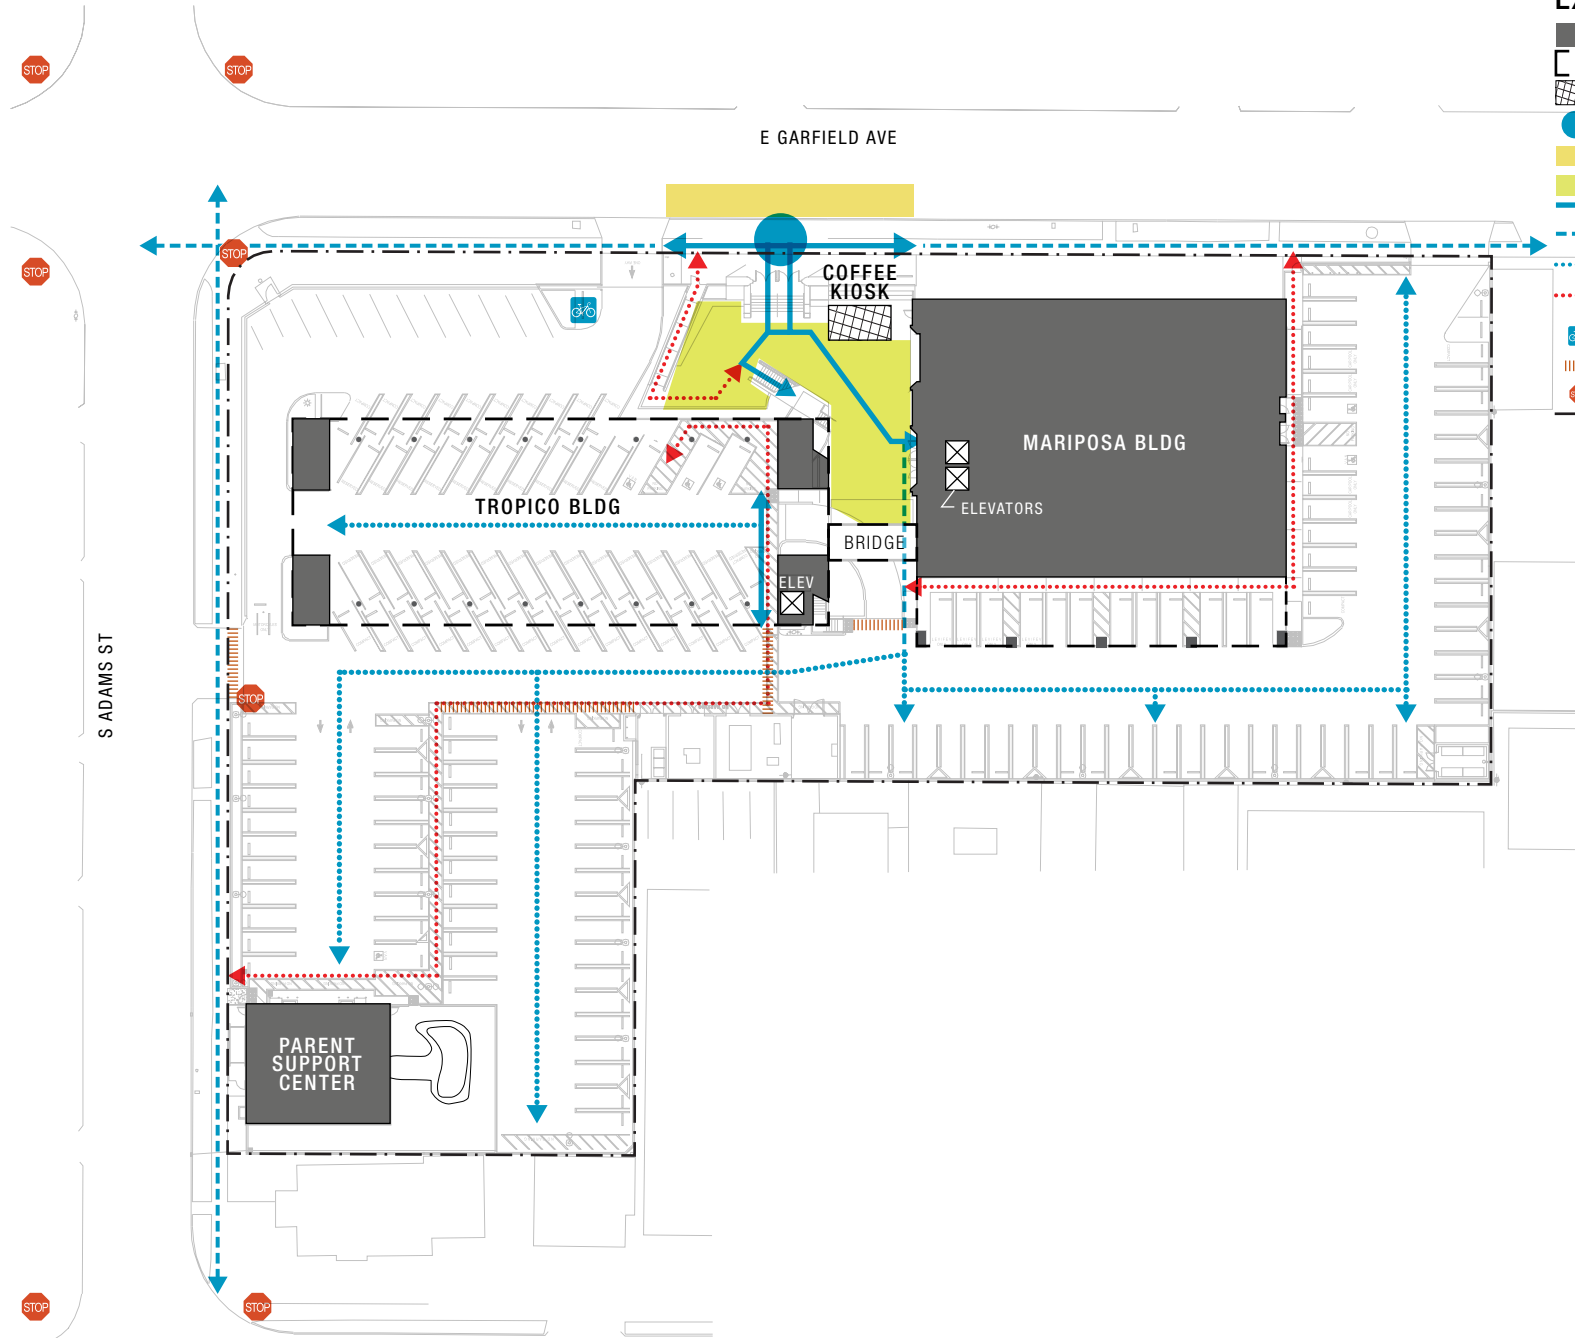 STOP
STOP
E GARFIELD AVE
STOP
STOP
COFFEE
KIOSK
MARIPOSA BLDG
TROPICO BLDG
ELEVATORS
BRIDGE
ELEV
S ADAMS ST
STOP
PARENT
SUPPORT
CENTER
STOP
STOP